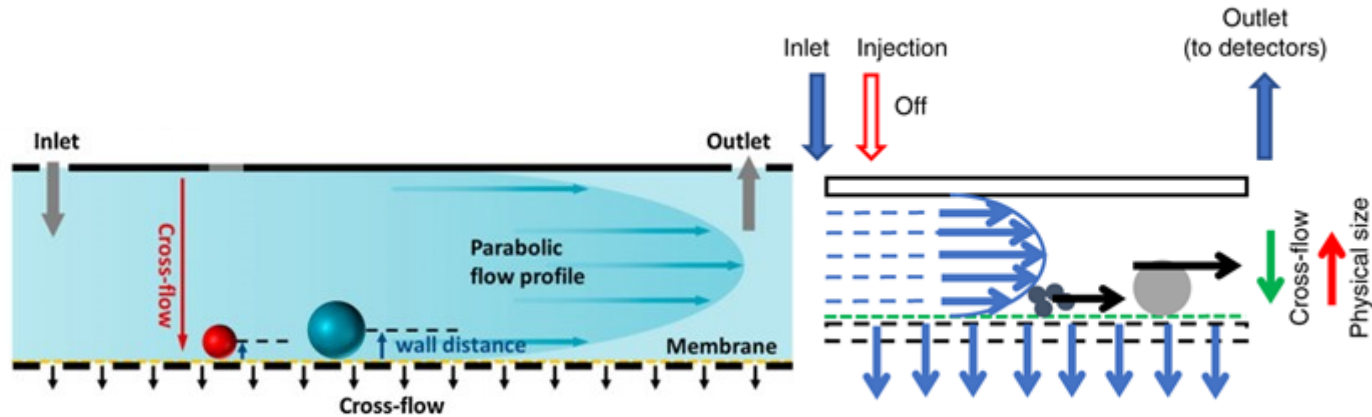 Inlet
Outlet
Cross-flow
Parabolic
flow profile
wall distance
Membrane
Cross-flow
Inlet
Injection
Off
Outlet
(to detectors)
Cross-flow
Physical size